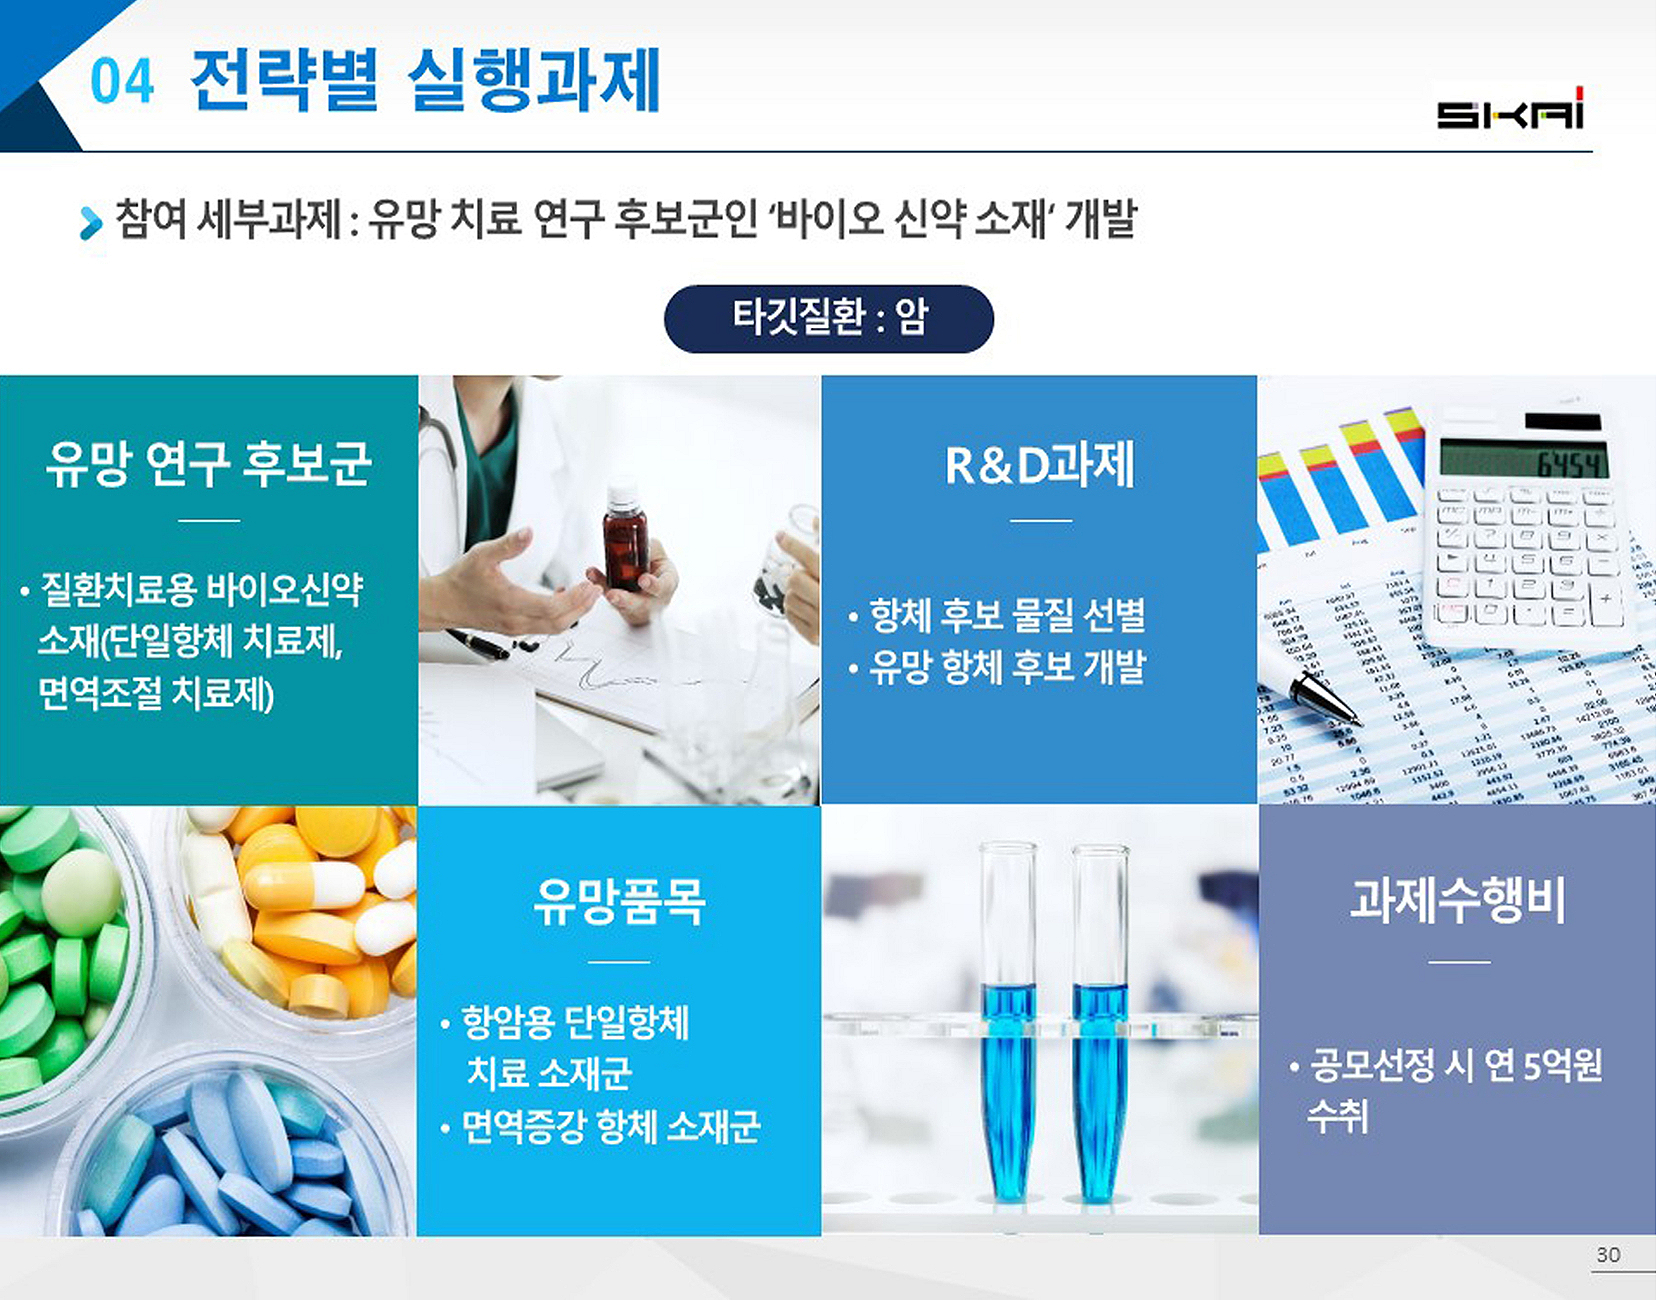 04 전략별 실행과제
SKAI
참여 세부과제 : 유망 치료 연구 후보군인 ‘바이오 신약 소재‘ 개발
타깃질환 : 암
유망 연구 후보군
• 질환치료용 바이오신약
소재(단일항체 치료제,
면역조절 치료제)
R&D과제
• 항체 후보 물질 선별
• 유망 항체 후보 개발
6454
유망품목
• 항암용 단일항체
치료 소재군
• 면역증강 항체 소재군
과제수행비
• 공모선정 시 연 5억원
수취
30